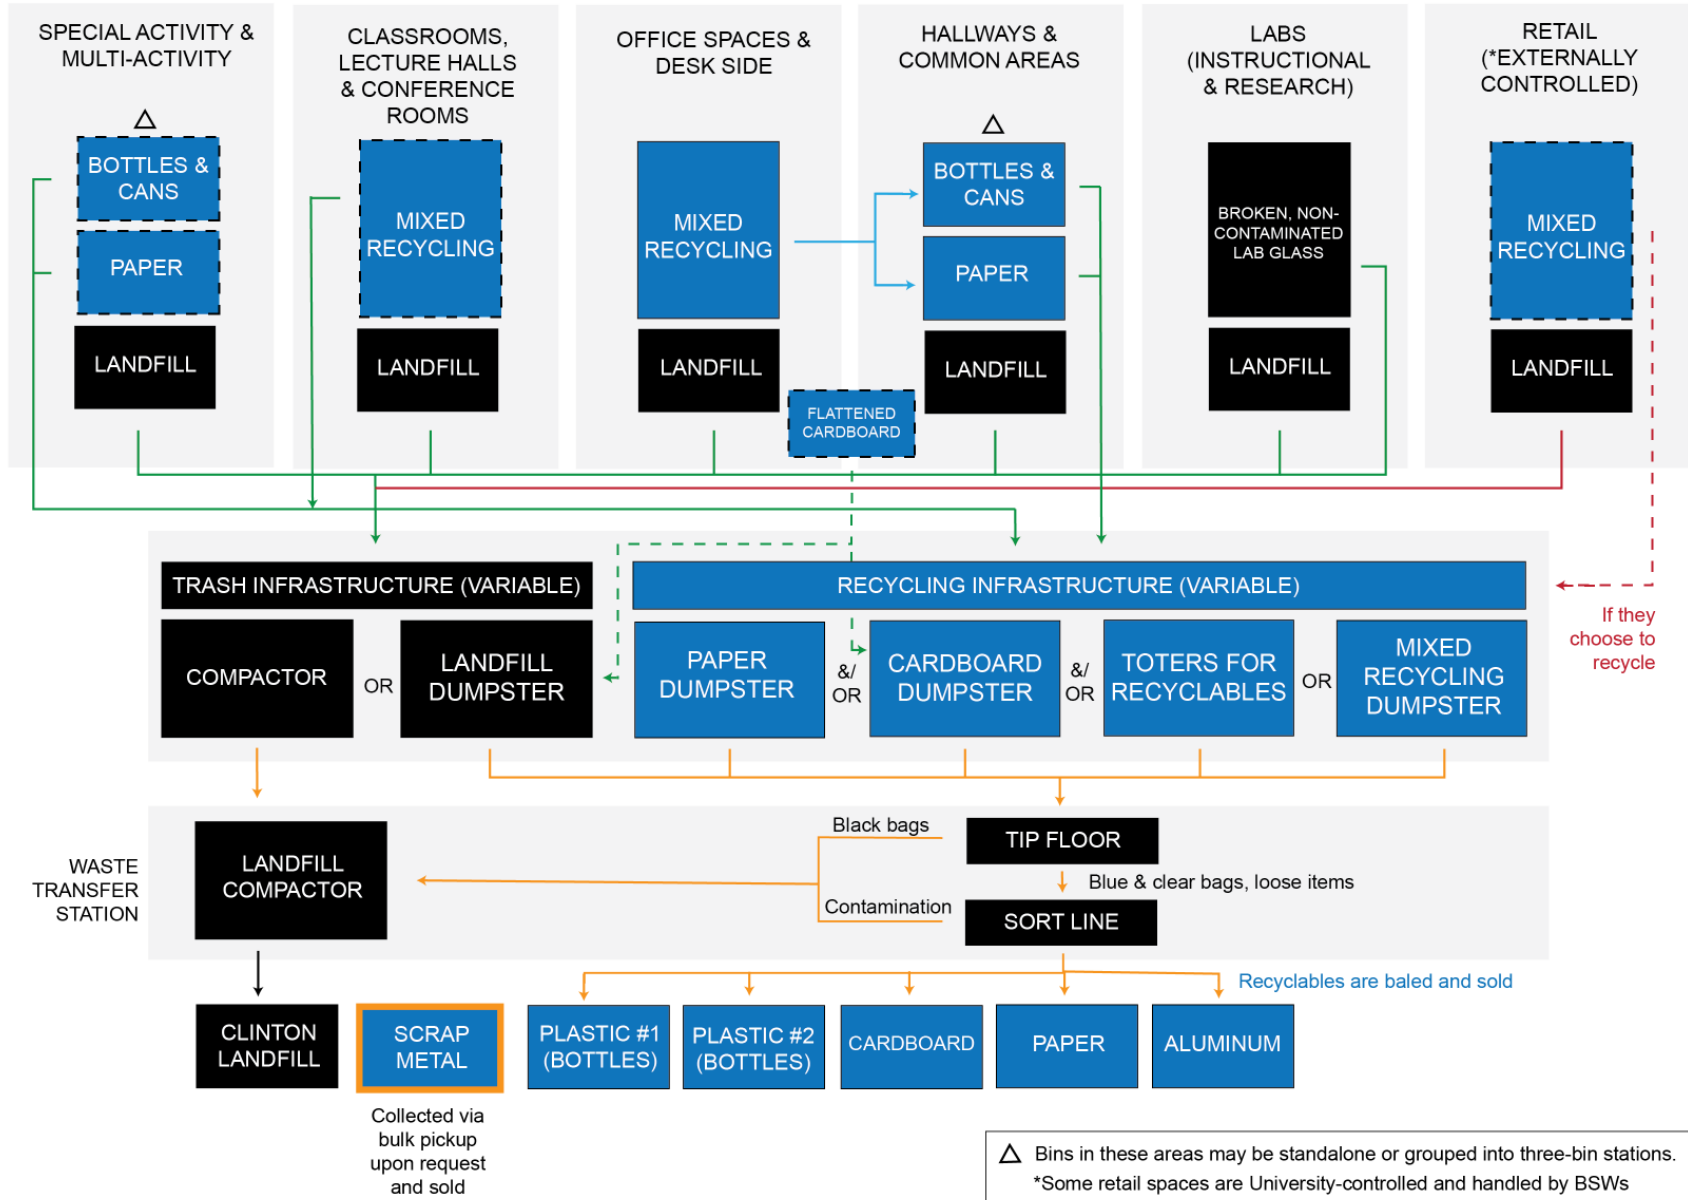 SPECIAL ACTIVITY &
MULTI-ACTIVITY
CLASSROOMS,
LECTURE HALLS
& CONFERENCE
ROOMS
OFFICE SPACES &
DESK SIDE
HALLWAYS &
COMMON AREAS
LABS
(INSTRUCTIONAL
& RESEARCH)
RETAIL
(*EXTERNALLY
CONTROLLED)
BOTTLES &
CANS
PAPER
LANDFILL
MIXED
RECYCLING
LANDFILL
MIXED
RECYCLING
LANDFILL
FLATTENED
CARDBOARD
BOTTLES &
CANS
PAPER
LANDFILL
BROKEN, NON-
CONTAMINATED
LAB GLASS
LANDFILL
MIXED
RECYCLING
LANDFILL
TRASH INFRASTRUCTURE (VARIABLE)
RECYCLING INFRASTRUCTURE (VARIABLE)
If they
choose to
recycle
COMPACTOR
OR
LANDFILL
DUMPSTER
PAPER
DUMPSTER
&/
OR
CARDBOARD
DUMPSTER
&/
OR
TOTERS FOR
RECYCLABLES
OR
MIXED
RECYCLING
DUMPSTER
WASTE
TRANSFER
STATION
LANDFILL
COMPACTOR
Black bags
TIP FLOOR
Blue & clear bags, loose items
Contamination
SORT LINE
Recyclables are baled and sold
CLINTON
LANDFILL
SCRAP
METAL
PLASTIC #1
(BOTTLES)
PLASTIC #2
(BOTTLES)
CARDBOARD
PAPER
ALUMINUM
Collected via
bulk pickup
upon request
and sold
Bins in these areas may be standalone or grouped into three-bin stations.
*Some retail spaces are University-controlled and handled by BSWs